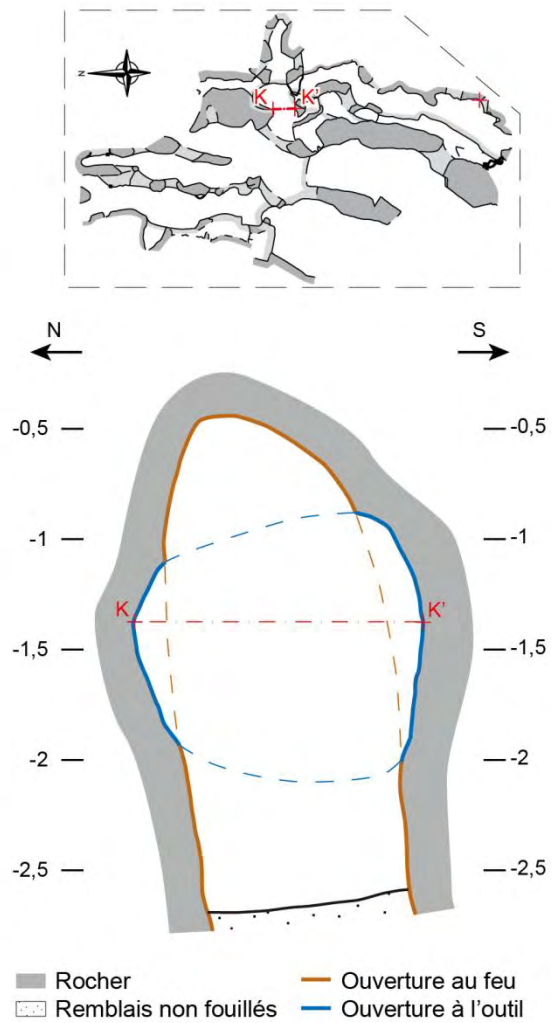 N
K K'
N S
-0,5 -0,5
-1 -1
K K'
-1,5 -1,5
-2 -2
-2,5 -2,5
Rocher Ouverture au feu
Remblais non fouillés Ouverture à l'outil